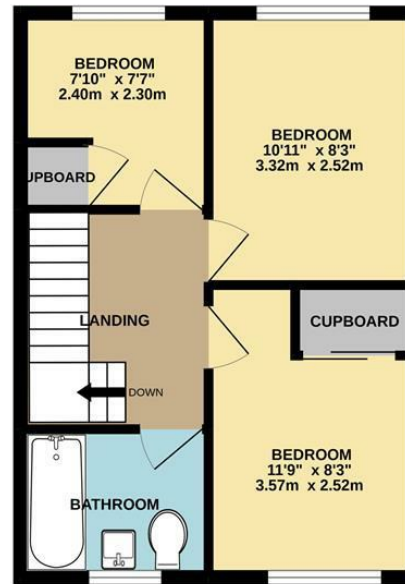 BEDROOM
7'10" x 7'7"
2.40m x 2.30m
BEDROOM
10'11" x 8'3"
3.32m x 2.52m
UPBOARD
LANDING
CUPBOARD
DOWN
BEDROOM
11'9" x 8'3"
3.57m x 2.52m
BATHROOM